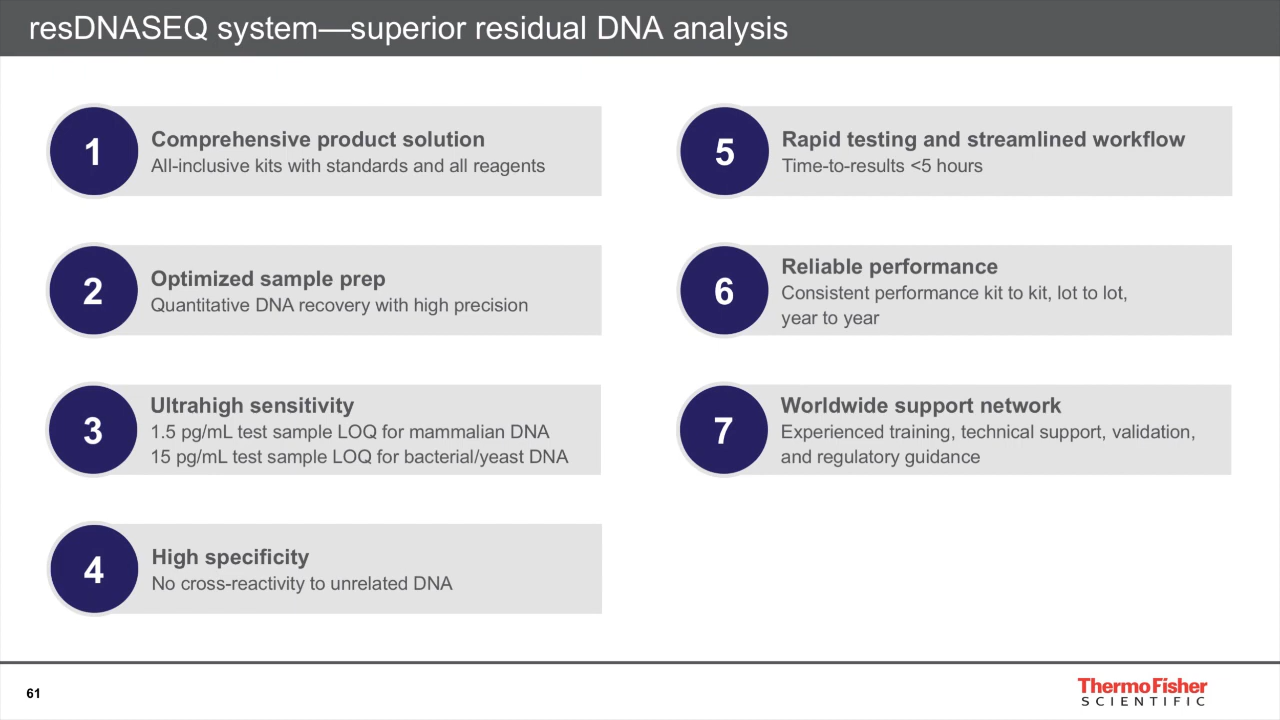 resDNASEQ system—superior residual DNA analysis
1
Comprehensive product solution
All-inclusive kits with standards and all reagents
2
Optimized sample prep
Quantitative DNA recovery with high precision
3
Ultrahigh sensitivity
1.5 pg/mL test sample LOQ for mammalian DNA
15 pg/mL test sample LOQ for bacterial/yeast DNA
4
High specificity
No cross-reactivity to unrelated DNA
5
Rapid testing and streamlined workflow
Time-to-results <5 hours
6
Reliable performance
Consistent performance kit to kit, lot to lot,
year to year
7
Worldwide support network
Experienced training, technical support, validation,
and regulatory guidance
61
ThermoFisher
SCIENTIFIC